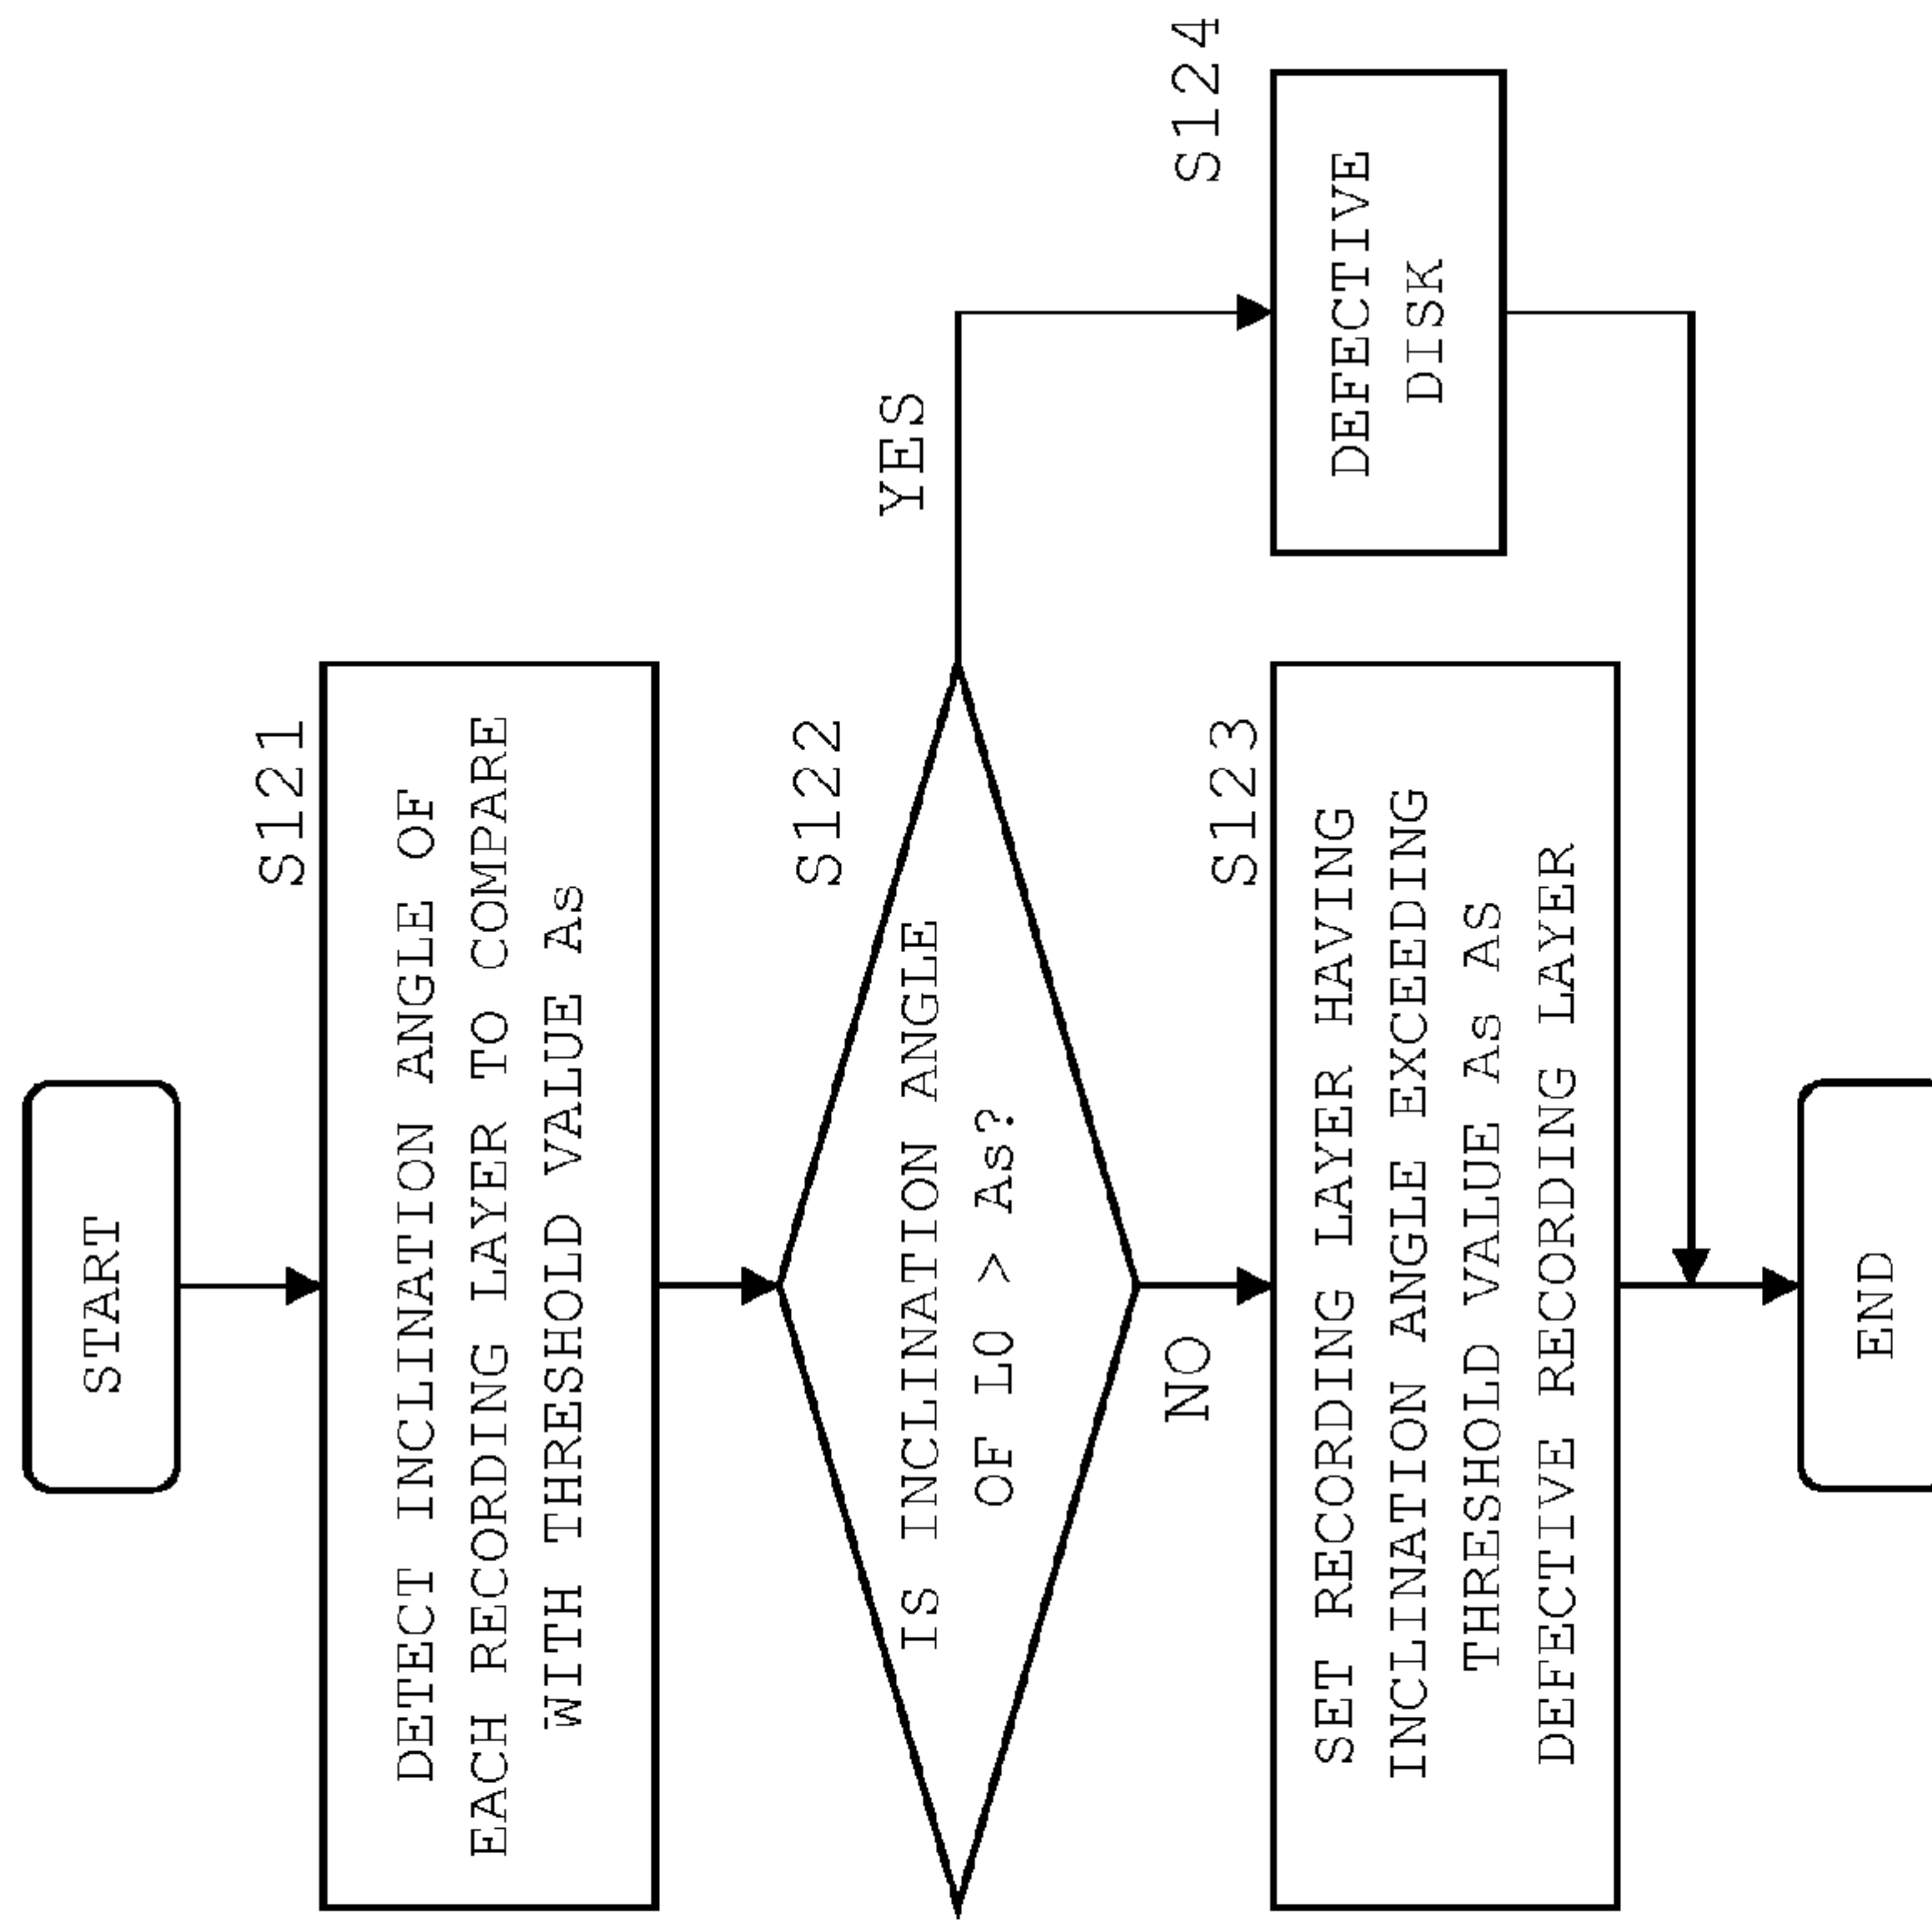 START
S121
DETECT INCLINATION ANGLE OF
EACH RECORDING LAYER TO COMPARE
WITH THRESHOLD VALUE As
S122
IS INCLINATION ANGLE
OF L0 > As?
YES
NO
S123
SET RECORDING LAYER HAVING
INCLINATION ANGLE EXCEEDING
THRESHOLD VALUE As AS
DEFECTIVE RECORDING LAYER
S124
DEFECTIVE
DISK
END